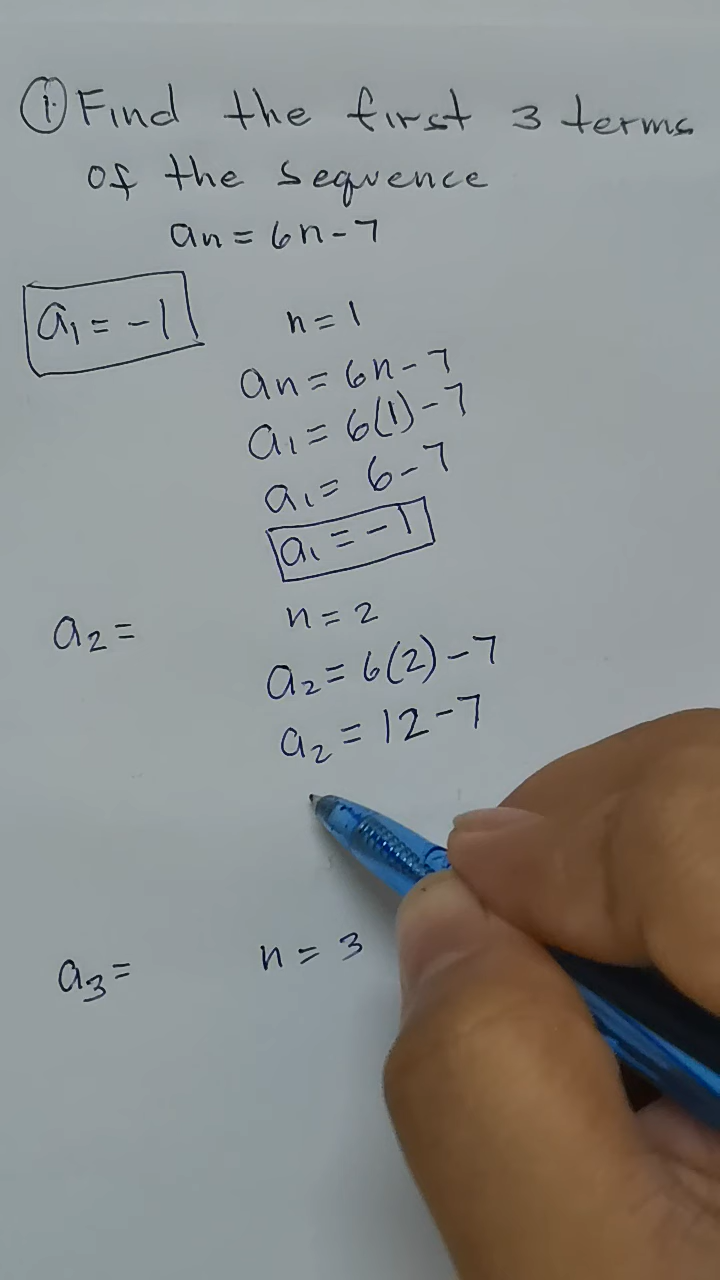 ① Find the first 3 terms
of the sequence
an = 6n - 7
a₁ = -1
n = 1
an = 6n - 7
a₁ = 6(1) - 7
a₁ = 6 - 7
a₁ = -1
a₂ =
n = 2
a₂ = 6(2) - 7
a₂ = 12 - 7
a₃ =
n = 3